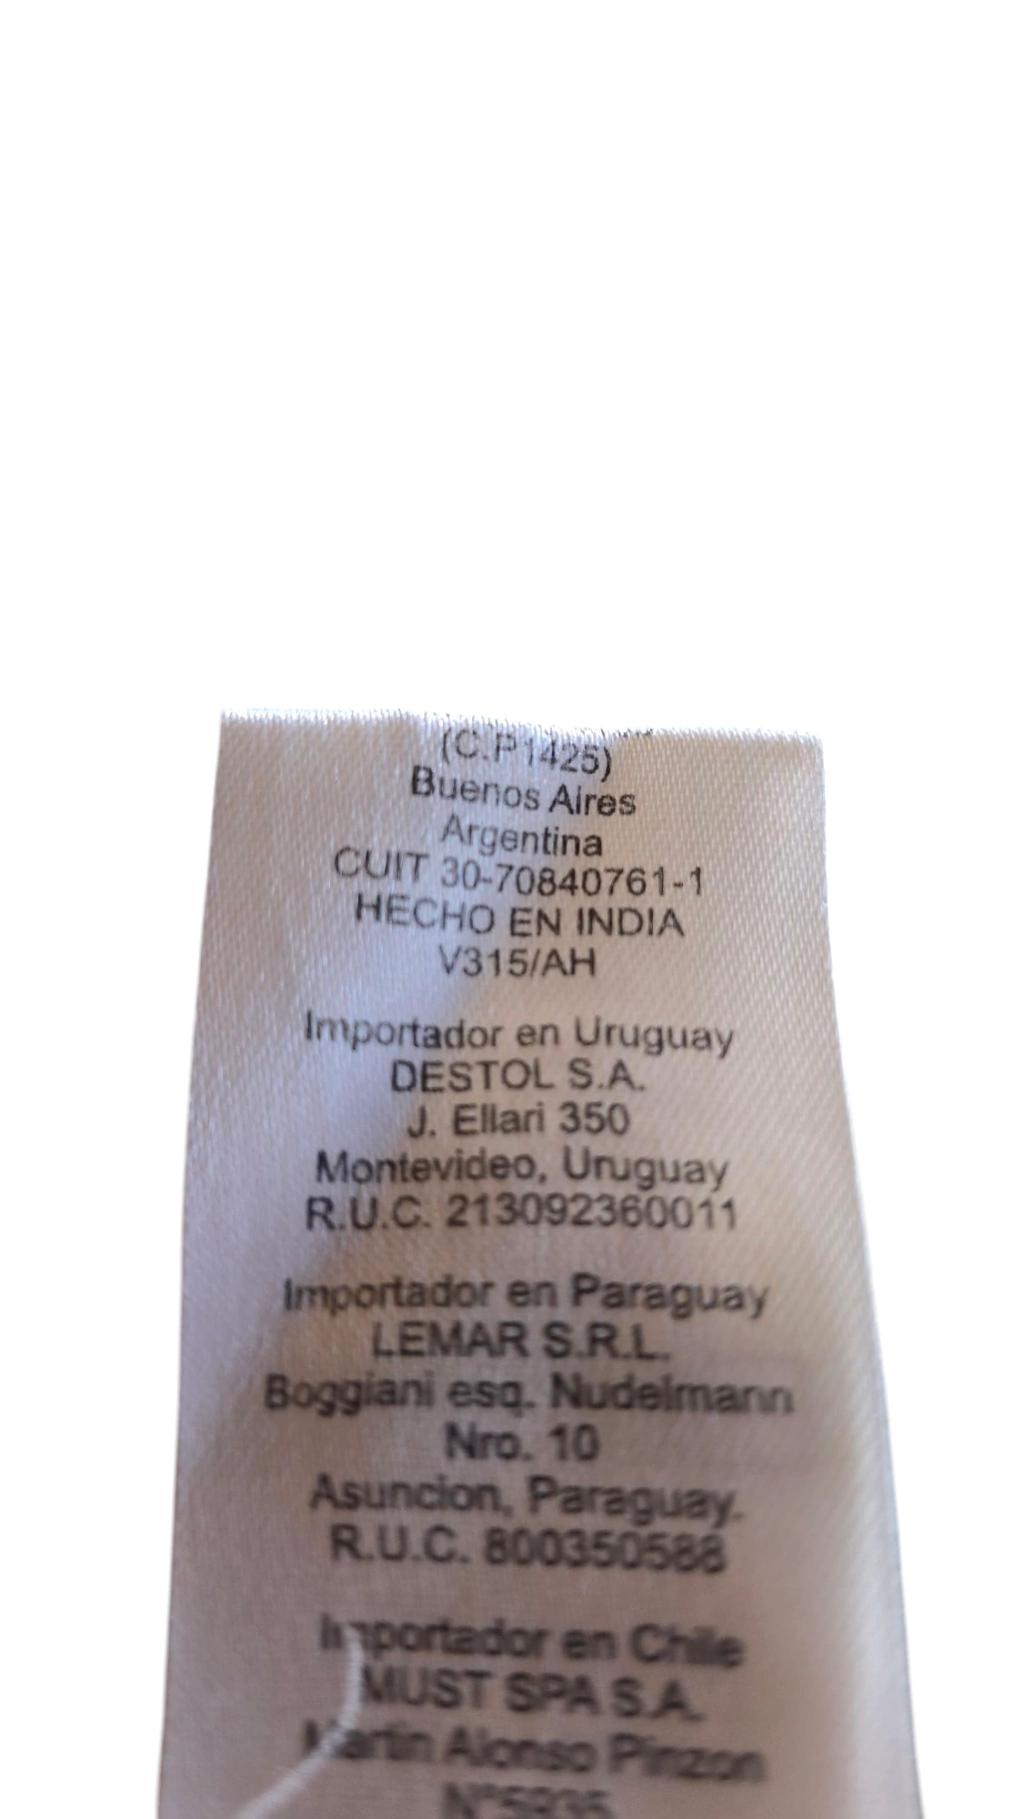 (C.P1425)
Buenos Aires
Argentina
CUIT 30-70840761-1
HECHO EN INDIA
V315/AH
Importador en Uruguay
DESTOL S.A.
J. Ellari 350
Montevideo, Uruguay
R.U.C. 213092360011
Importador en Paraguay
LEMAR S.R.L.
Boggiani esq. Nudelmann
Nro. 10
Asuncion, Paraguay.
R.U.C. 800350588
Importador en Chile
MUST SPA S.A.
Martin Alonso Pinzon
N°5935